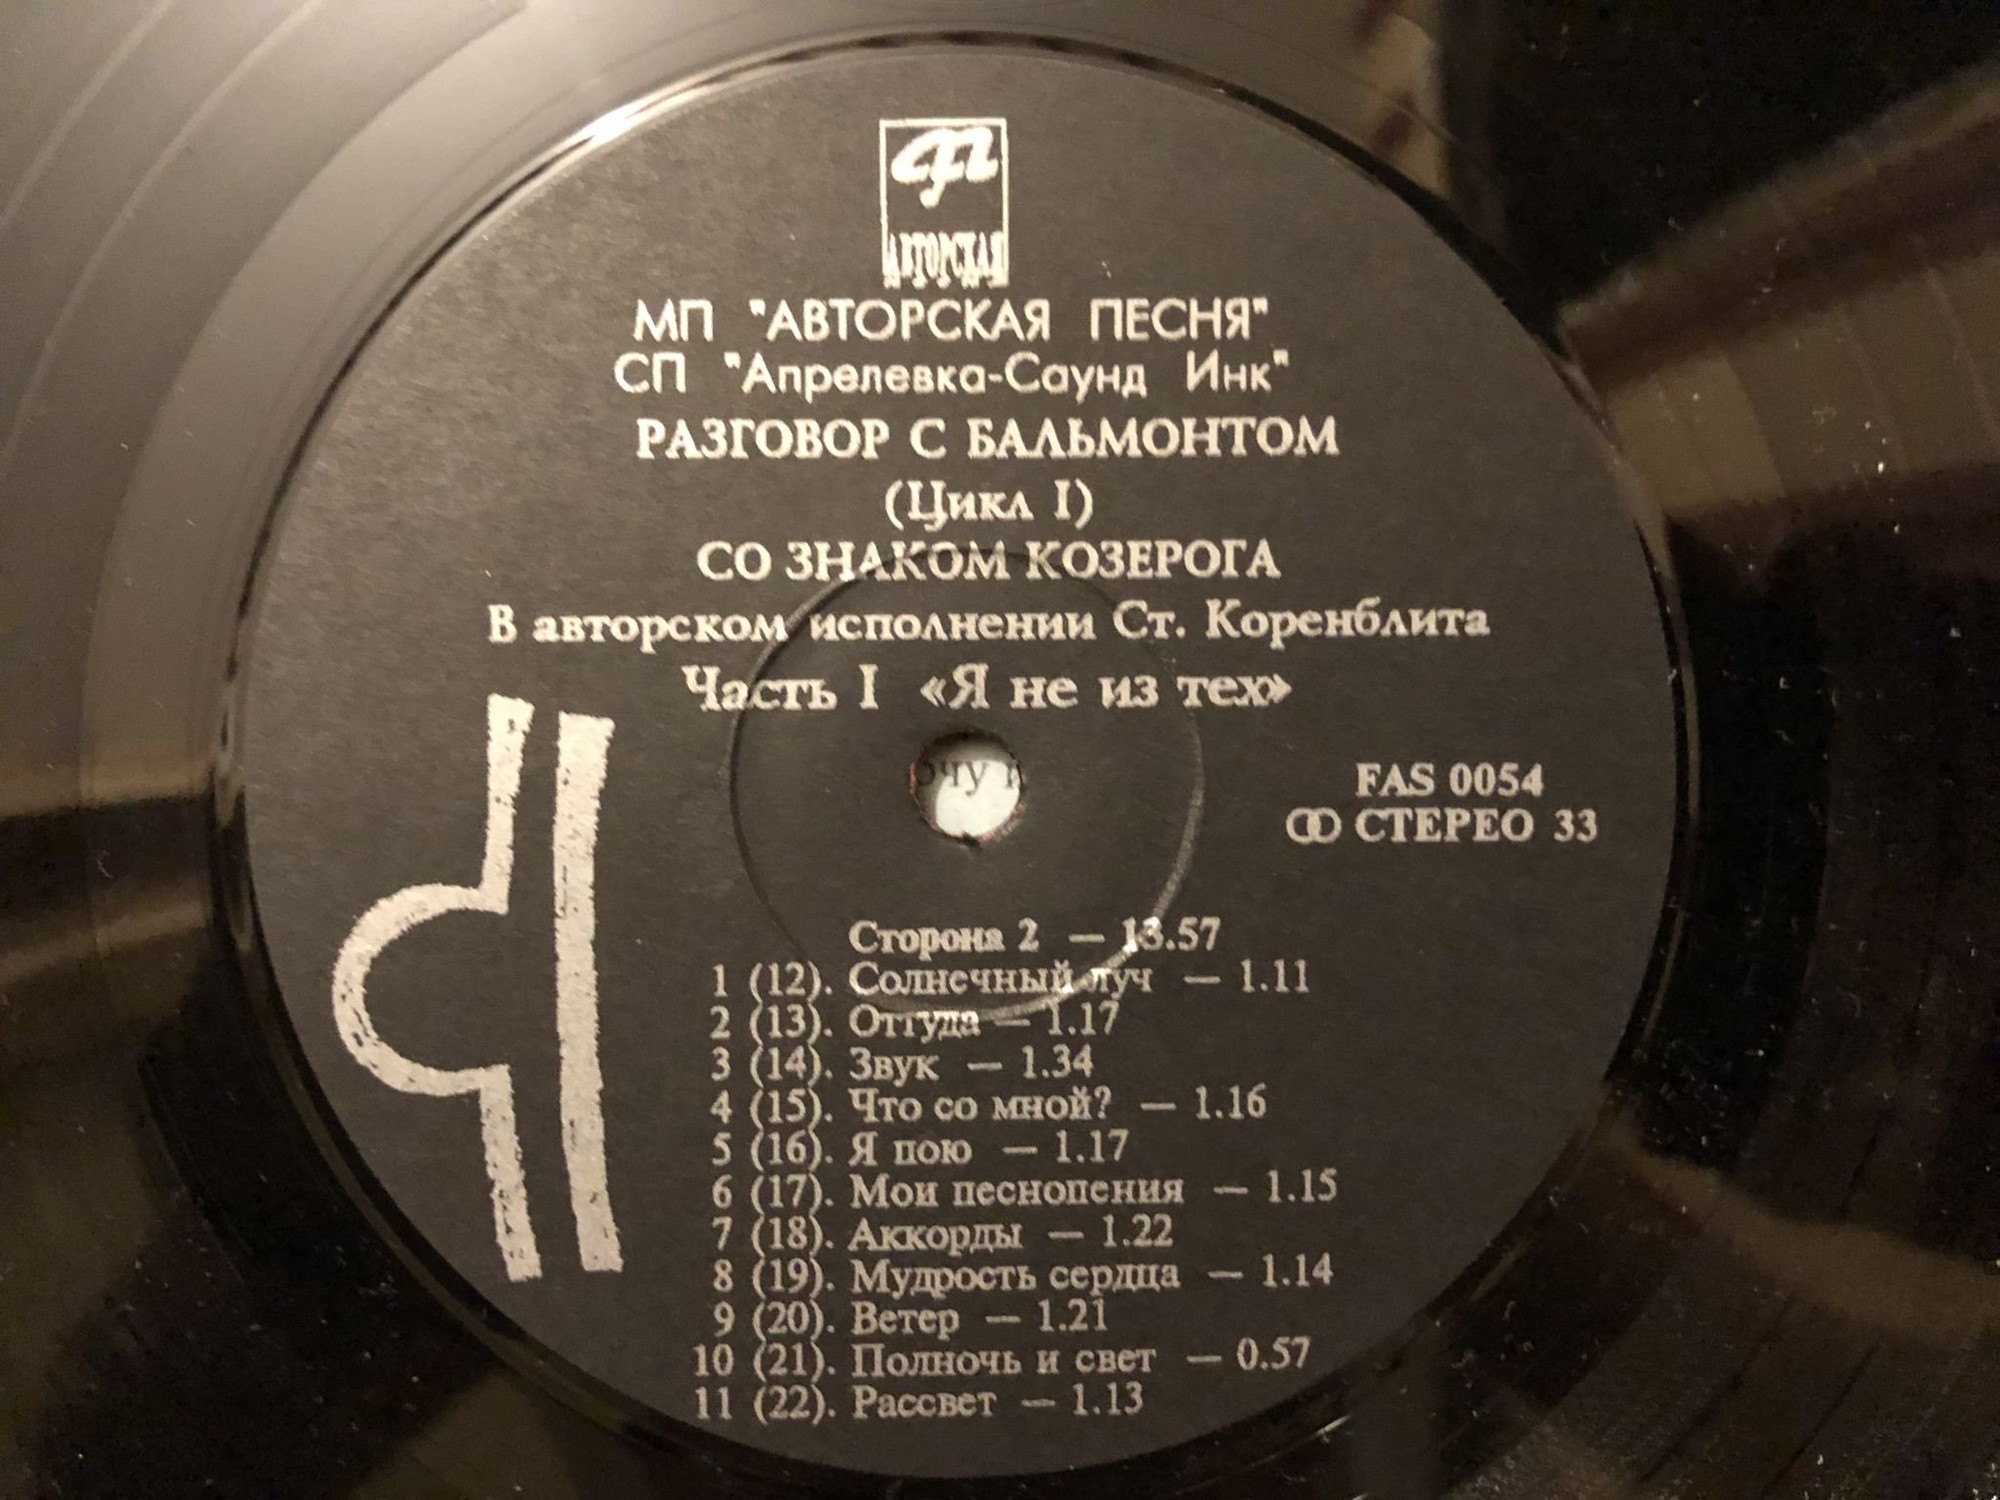 АВТОРСКАЯ
МП "АВТОРСКАЯ ПЕСНЯ"
СП "Апрелевка-Саунд Инк"
РАЗГОВОР С БАЛЬМОНТОМ
(Цикл I)
СО ЗНАКОМ КОЗЕРОГА
В авторском исполнении Ст. Коренблита
Часть I «Я не из тех»
FAS 0054
СТЕРЕО 33
Сторона 2 — 13.57
1 (12). Солнечный луч — 1.11
2 (13). Оттуда — 1.17
3 (14). Звук — 1.34
4 (15). Что со мной? — 1.16
5 (16). Я пою — 1.17
6 (17). Мои песнопения — 1.15
7 (18). Аккорды — 1.22
8 (19). Мудрость сердца — 1.14
9 (20). Ветер — 1.21
10 (21). Полночь и свет — 0.57
11 (22). Рассвет — 1.13